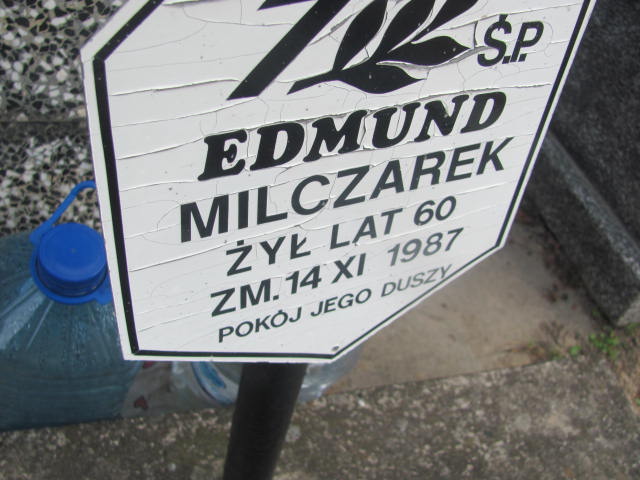 Ś.P.
EDMUND
MILCZAREK
ŻYŁ LAT 60
ZM. 14 XI 1987
POKÓJ JEGO DUSZY